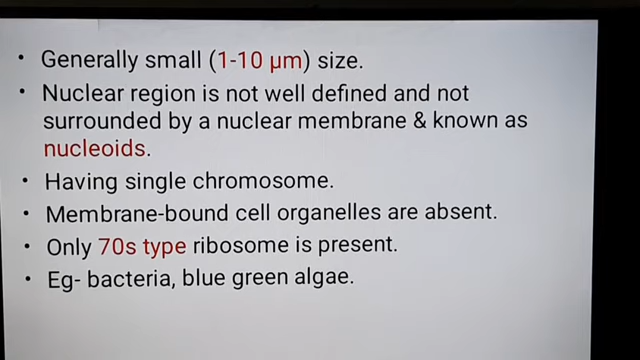 • Generally small (1-10 µm) size.
• Nuclear region is not well defined and not
surrounded by a nuclear membrane & known as
nucleoids.
• Having single chromosome.
• Membrane-bound cell organelles are absent.
• Only 70s type ribosome is present.
• Eg- bacteria, blue green algae.